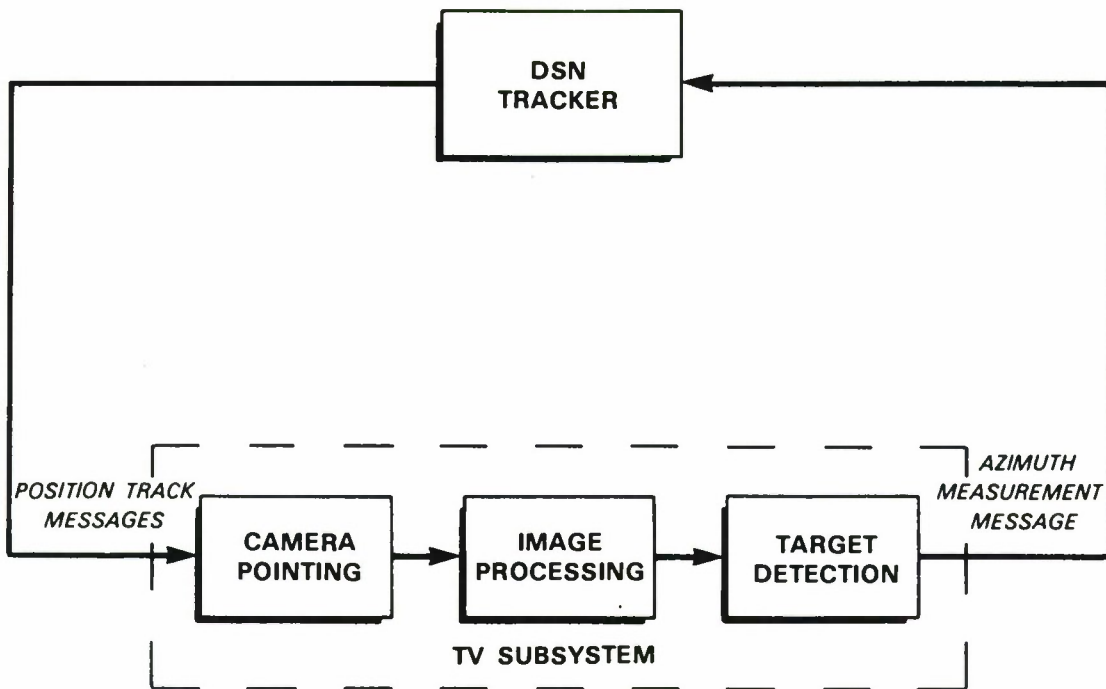 DSN
TRACKER
POSITION TRACK
MESSAGES
CAMERA
POINTING
IMAGE
PROCESSING
TARGET
DETECTION
AZIMUTH
MEASUREMENT
MESSAGE
TV SUBSYSTEM